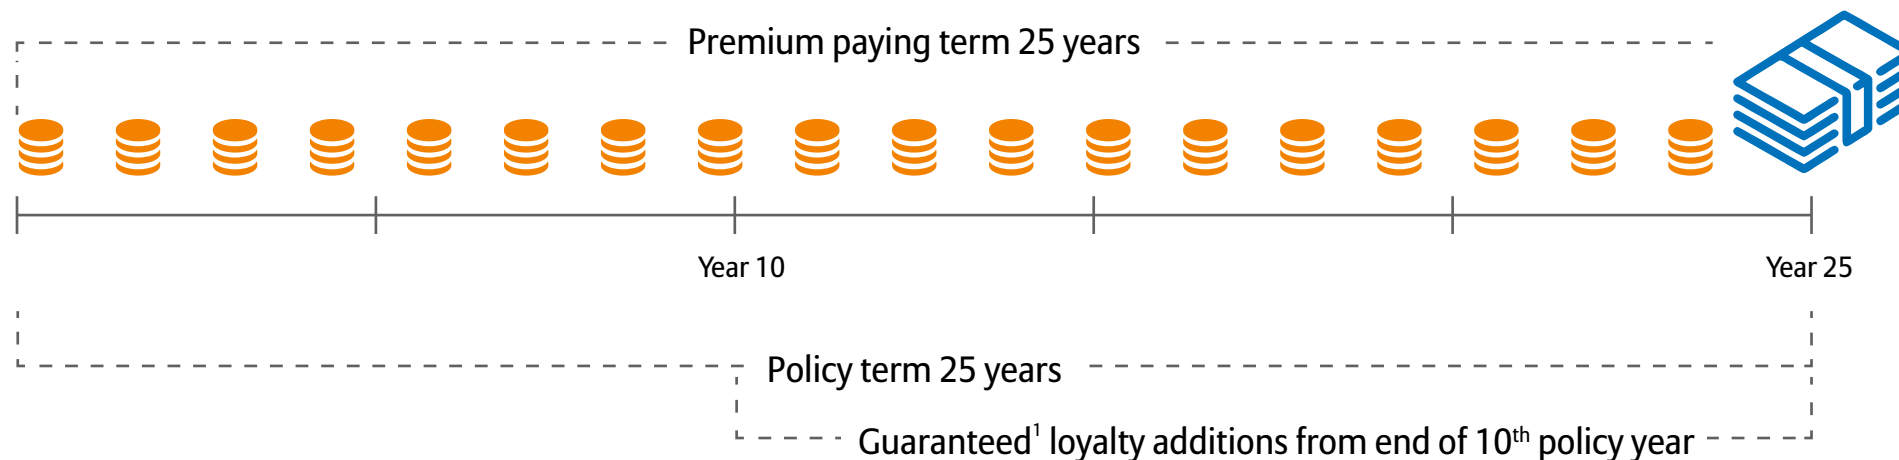 Premium paying term 25 years
Year 10
Year 25
Policy term 25 years
Guaranteed¹ loyalty additions from end of 10th policy year